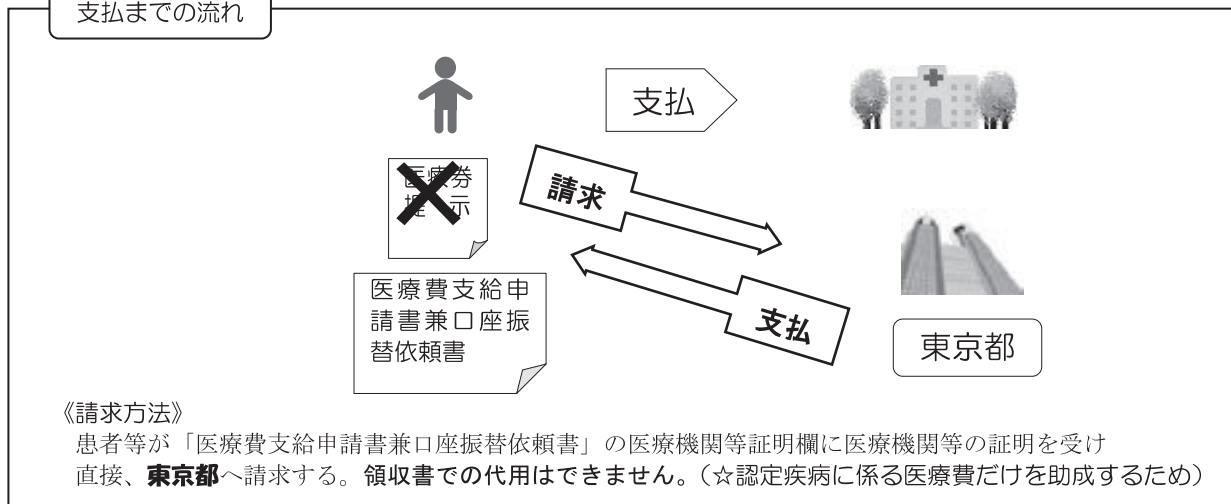 支払までの流れ
支払
医療券
提　示
請求
医療費支給申
請書兼口座振
替依頼書
支払
東京都
《請求方法》
患者等が「医療費支給申請書兼口座振替依頼書」の医療機関等証明欄に医療機関等の証明を受け
直接、東京都へ請求する。領収書での代用はできません。（☆認定疾病に係る医療費だけを助成するため）